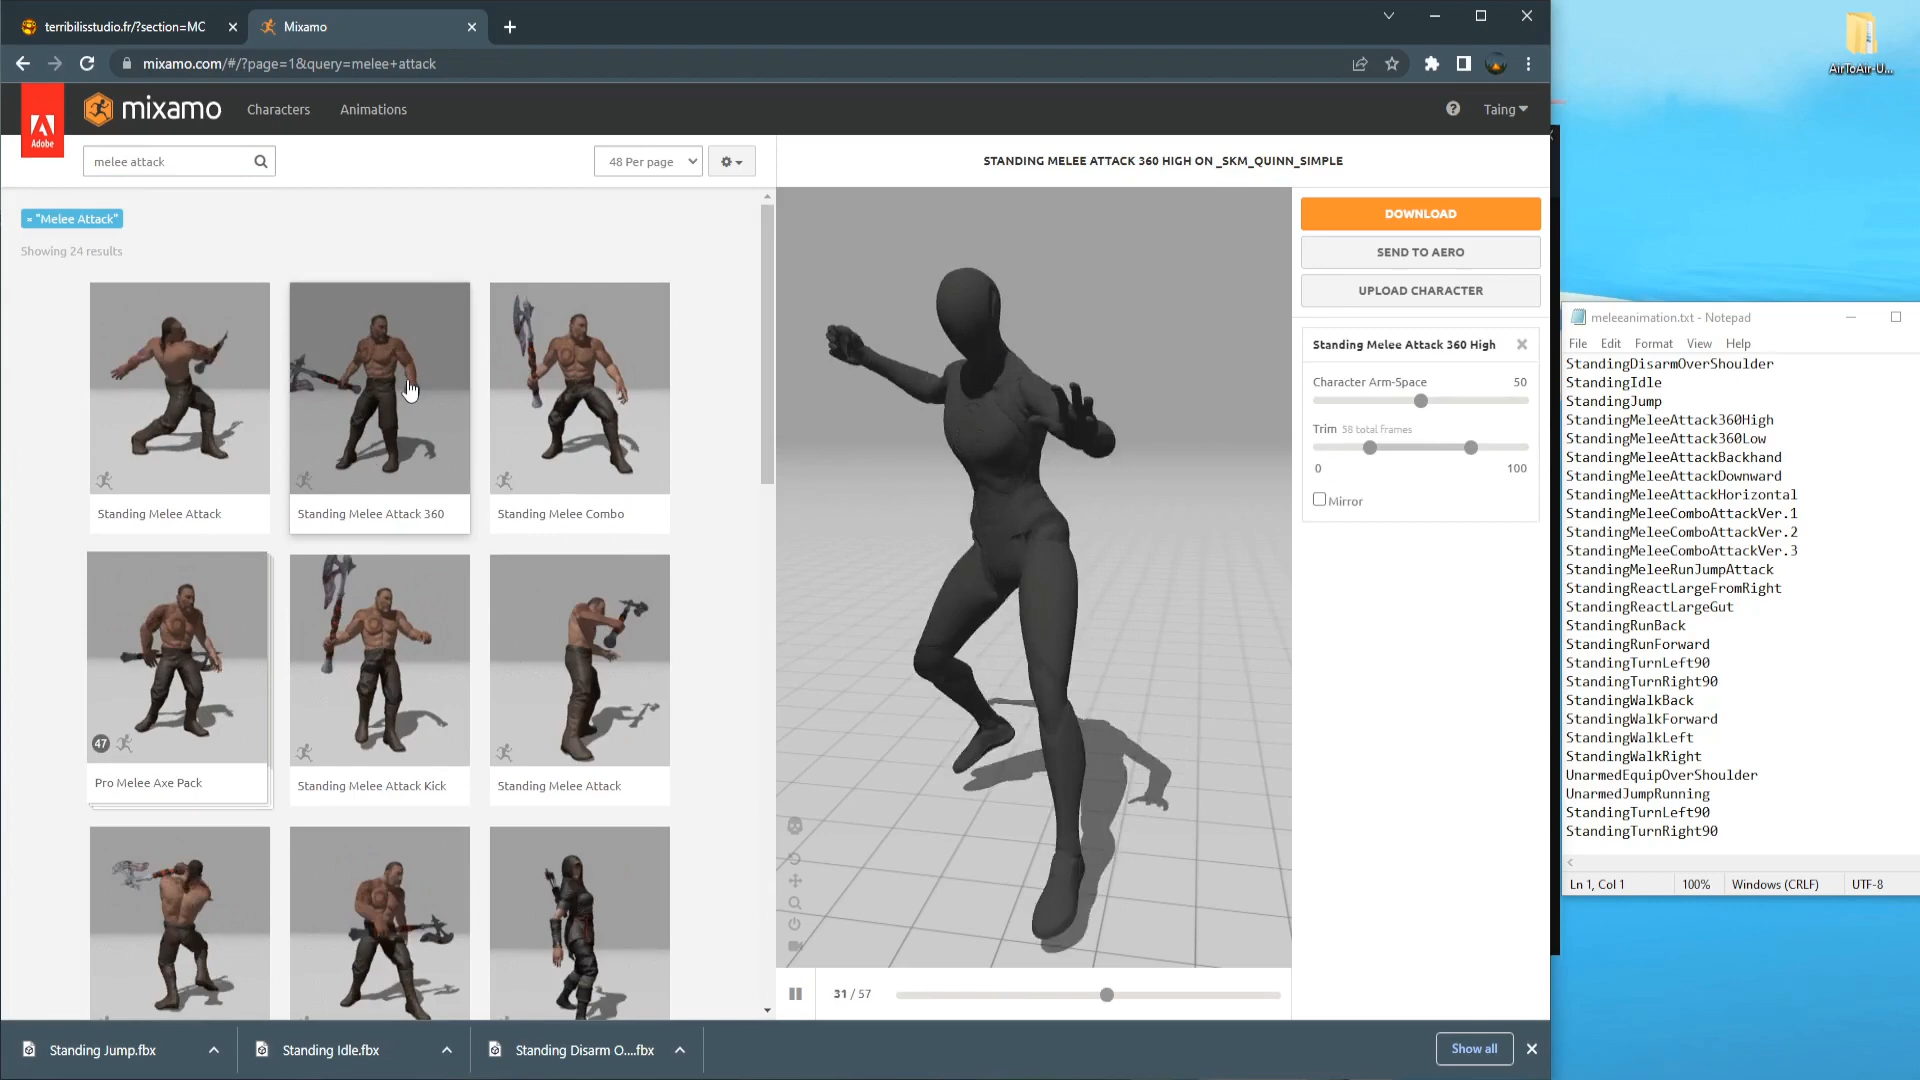 terribilisstudio.fr/?section=MC
Mixamo
mixamo.com/#/?page=1&query=melee+attack
AirToAir-U...
Adobe
mixamo
Characters
Animations
Taing
melee attack
48 Per page
STANDING MELEE ATTACK 360 HIGH ON _SKM_QUINN_SIMPLE
× "Melee Attack"
Showing 24 results
Standing Melee Attack
Standing Melee Attack 360
Standing Melee Combo
47
Pro Melee Axe Pack
Standing Melee Attack Kick
Standing Melee Attack
DOWNLOAD
SEND TO AERO
UPLOAD CHARACTER
Standing Melee Attack 360 High
Character Arm-Space 50
Trim 58 total Frames
0 100
Mirror
31 / 57
meleeanimation.txt - Notepad
File Edit Format View Help
StandingDisarmOverShoulder
StandingIdle
StandingJump
StandingMeleeAttack360High
StandingMeleeAttack360Low
StandingMeleeAttackBackhand
StandingMeleeAttackDownward
StandingMeleeAttackHorizontal
StandingMeleeComboAttackVer.1
StandingMeleeComboAttackVer.2
StandingMeleeComboAttackVer.3
StandingMeleeRunJumpAttack
StandingReactLargeFromRight
StandingReactLargeGut
StandingRunBack
StandingRunForward
StandingTurnLeft90
StandingTurnRight90
StandingWalkBack
StandingWalkForward
StandingWalkLeft
StandingWalkRight
UnarmedEquipOverShoulder
UnarmedJumpRunning
StandingTurnLeft90
StandingTurnRight90
Ln 1, Col 1 100% Windows (CRLF) UTF-8
Standing Jump.fbx
Standing Idle.fbx
Standing Disarm O....fbx
Show all